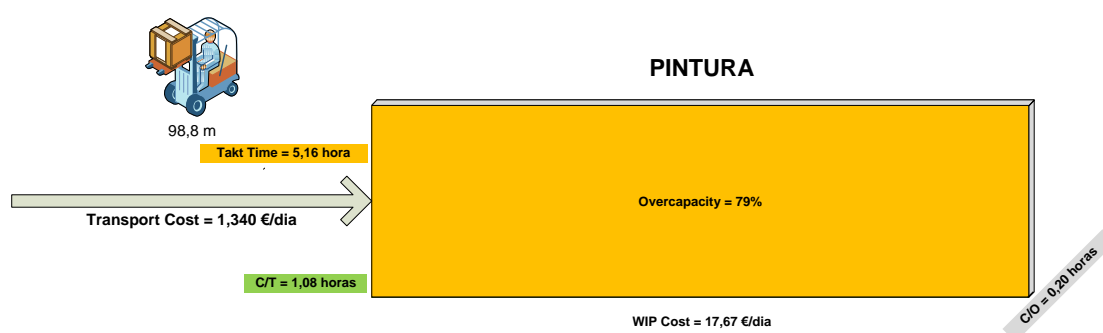 PINTURA
98,8 m
Takt Time = 5,16 hora
Overcapacity = 79%
Transport Cost = 1,340 €/dia
C/T = 1,08 horas
C/O = 0,20 horas
WIP Cost = 17,67 €/dia